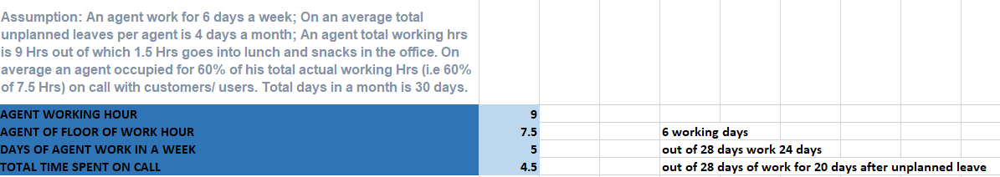 Assumption: An agent work for 6 days a week; On an average total
unplanned leaves per agent is 4 days a month; An agent total working hrs
is 9 Hrs out of which 1.5 Hrs goes into lunch and snacks in the office. On
average an agent occupied for 60% of his total actual working Hrs (i.e 60%
of 7.5 Hrs) on call with customers/ users. Total days in a month is 30 days.
AGENT WORKING HOUR 9
AGENT OF FLOOR OF WORK HOUR 7.5 6 working days
DAYS OF AGENT WORK IN A WEEK 5 out of 28 days work 24 days
TOTAL TIME SPENT ON CALL 4.5 out of 28 days of work for 20 days after unplanned leave